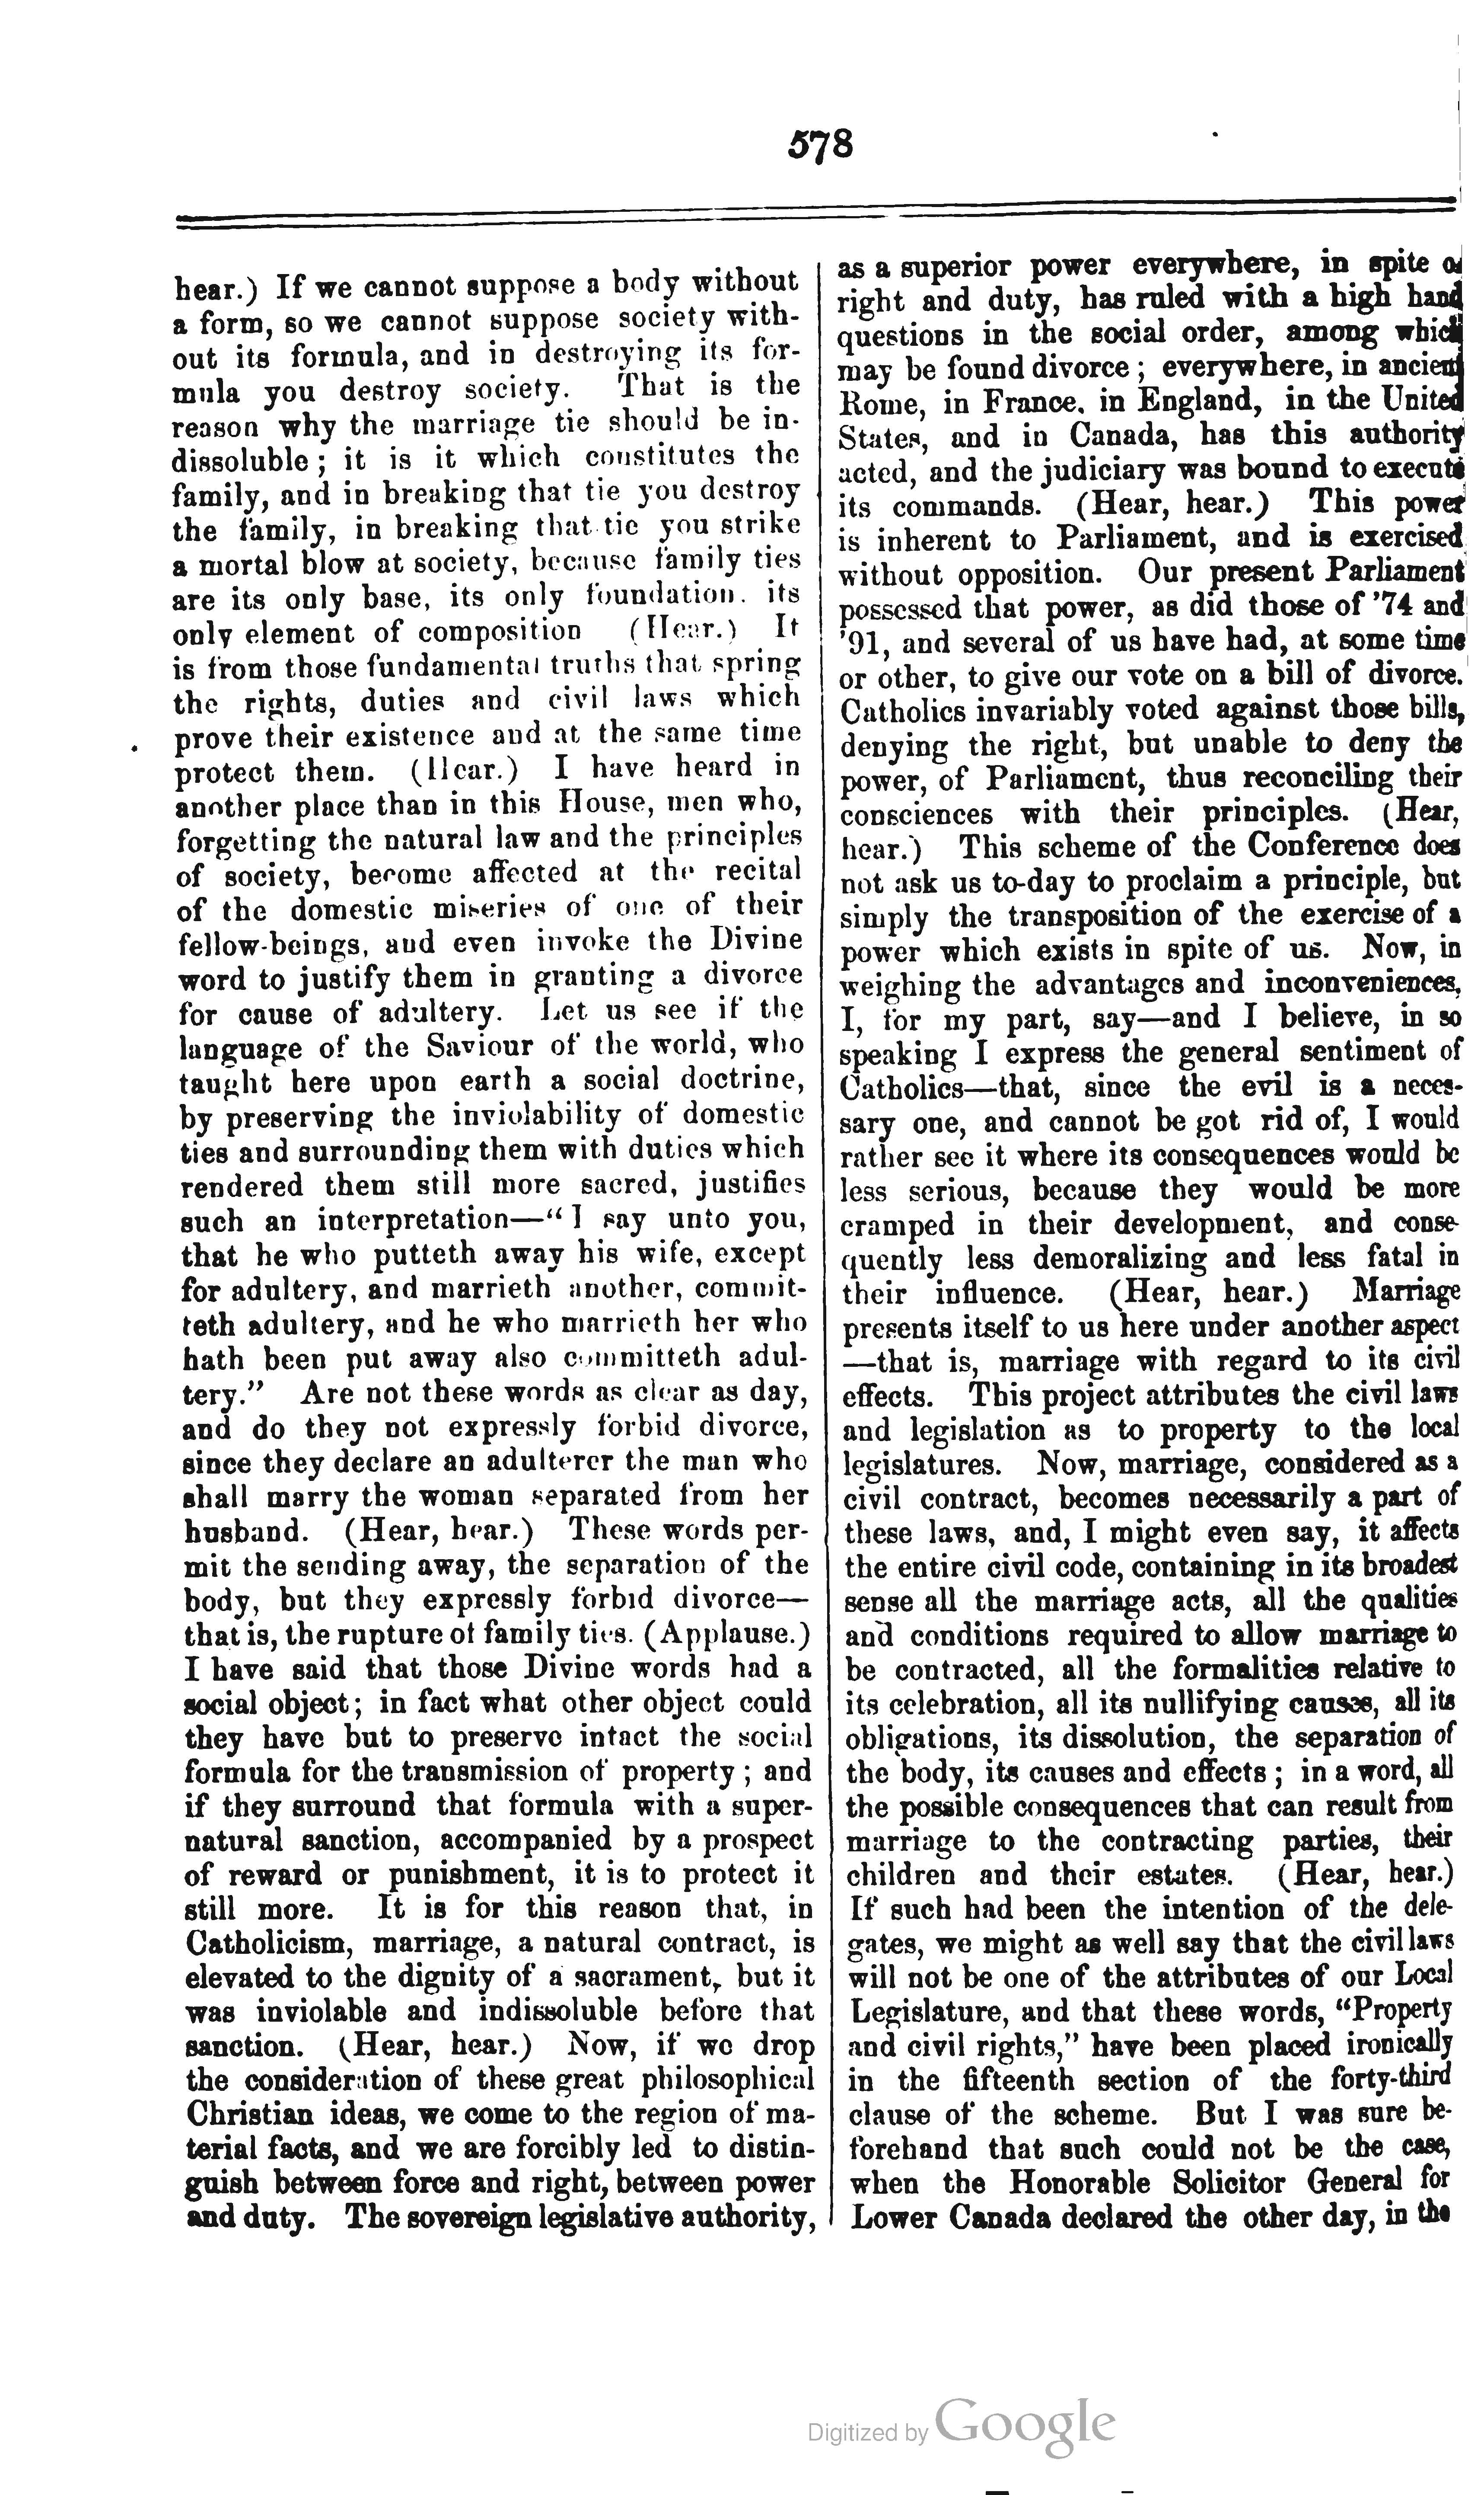 578
hear.) If we cannot suppose a body without
a form, so we cannot suppose society with-
out its formula, and in destroying its for-
mula you destroy society. That is the
reason why the marriage tie should be in-
dissoluble; it is it which constitutes the
family, and in breaking that tie you destroy
the family, in breaking that tie you strike
a mortal blow at society, because family ties
are its only base, its only foundation. its
only element of composition (Hear.) It
is from those fundamental truths that spring
the rights, duties and civil laws which
prove their existence and at the same time
protect them. (Hear.) I have heard in
another place than in this House, men who,
forgetting the natural law and the principles
of society, become affected at the recital
of the domestic miseries of one of their
fellow-beings, and even invoke the Divine
word to justify them in granting a divorce
for cause of adultery. Let us see if the
language of the Saviour of the world, who
taught here upon earth a social doctrine,
by preserving the inviolability of domestic
ties and surrounding them with duties which
rendered them still more sacred, justifies
such an interpretation—“I say unto you,
that he who putteth away his wife, except
for adultery, and marrieth another, commit-
teth adultery, and he who marrieth her who
hath been put away also committeth adul-
tery.” Are not these words as clear as day,
and do they not expressly forbid divorce,
since they declare an adulterer the man who
shall marry the woman separated from her
husband. (Hear, hear.) These words per-
mit the sending away, the separation of the
body, but they expressly forbid divorce—
that is, the rupture of family ties. (Applause.)
I have said that those Divine words had a
social object; in fact what other object could
they have but to preserve intact the social
formula for the transmission of property; and
if they surround that formula with a super-
natural sanction, accompanied by a prospect
of reward or punishment, it is to protect it
still more. It is for this reason that, in
Catholicism, marriage, a natural contract, is
elevated to the dignity of a sacrament, but it
was inviolable and indissoluble before that
sanction. (Hear, hear.) Now, if we drop
the consideration of these great philosophical
Christian ideas, we come to the region of ma-
terial facts, and we are forcibly led to distin-
guish between force and right, between power
and duty. The sovereign legislative authority,
as a superior power everywhere, in spite of
right and duty, has ruled with a high hand
questions in the social order, among which
may be found divorce; everywhere, in ancient
Rome, in France. in England, in the United
States, and in Canada, has this authority
acted, and the judiciary was bound to execute
its commands. (Hear, hear.) This power
is inherent to Parliament, and is exercised
without opposition. Our present Parliament
possessed that power, as did those of ’74 and
’91, and several of us have had, at some time
or other, to give our vote on a bill of divorce.
Catholics invariably voted against those bills,
denying the right, but unable to deny the
power, of Parliament, thus reconciling their
consciences with their principles. (Hear,
hear.) This scheme of the Conference does
not ask us to-day to proclaim a principle, but
simply the transposition of the exercise of a
power which exists in spite of us. Now, in
weighing the advantages and inconveniences,
I, for my part, say—and I believe, in so
speaking I express the general sentiment of
Catholics—that, since the evil is a neces-
sary one, and cannot be got rid of, I would
rather see it where its consequences would be
less serious, because they would be more
cramped in their development, and conse-
quently less demoralizing and less fatal in
their influence. (Hear, hear.) Marriage
presents itself to us here under another aspect
—that is, marriage with regard to its civil
effects. This project attributes the civil laws
and legislation as to property to the local
legislatures. Now, marriage, considered as a
civil contract, becomes necessarily a part of
these laws, and, I might even say, it affects
the entire civil code, containing in its broadest
sense all the marriage acts, all the qualities
and conditions required to allow marriage to
be contracted, all the formalities relative to
its celebration, all its nullifying causes, all its
obligations, its dissolution, the separation of
the body, its causes and effects; in a word, all
the possible consequences that can result from
marriage to the contracting parties, their
children and their estates. (Hear, hear.)
If such had been the intention of the dele-
gates, we might as well say that the civil laws
will not be one of the attributes of our Local
Legislature, and that these words, “Property
and civil rights,” have been placed ironically
in the fifteenth section of the forty-third
clause of the scheme. But I was sure be-
forehand that such could not be the case,
when the Honorable Solicitor General for
Lower Canada declared the other day, in the
Digitized by Google